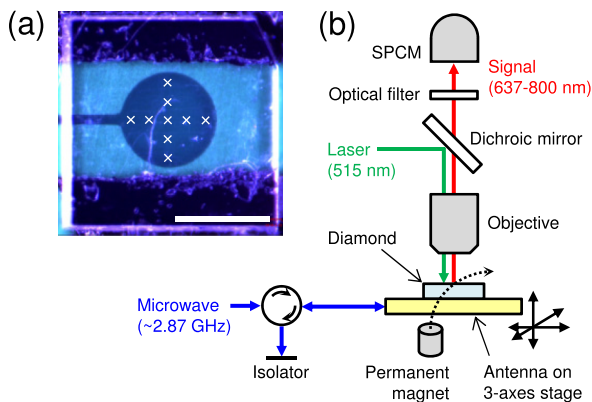 (a)
(b)
SPCM
Signal
(637-800 nm)
Optical filter
Dichroic mirror
Laser
(515 nm)
Objective
Diamond
Microwave
(~2.87 GHz)
Isolator
Permanent
magnet
Antenna on
3-axes stage